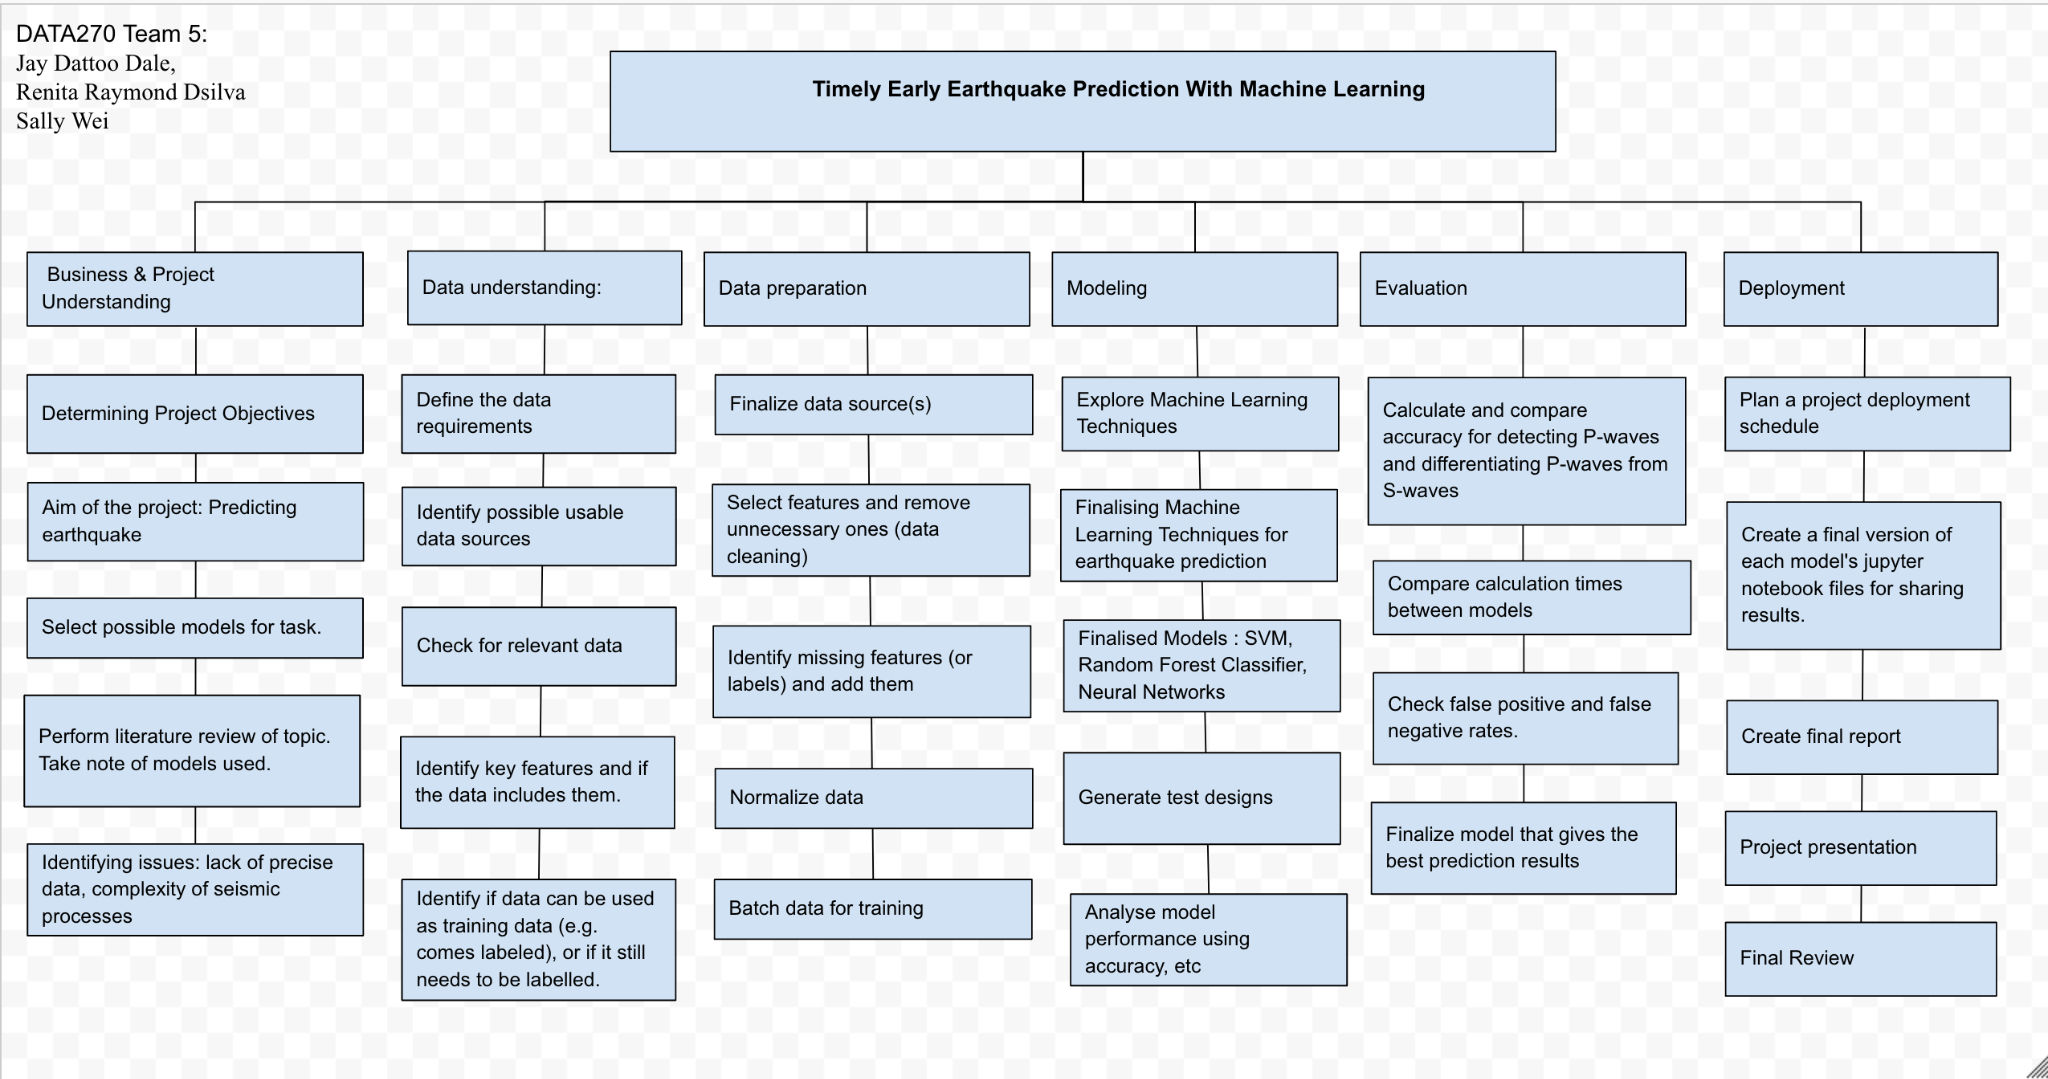 DATA270 Team 5:
Jay Dattoo Dale,
Renita Raymond Dsilva
Sally Wei
Timely Early Earthquake Prediction With Machine Learning
Business & Project
Understanding
Determining Project Objectives
Aim of the project: Predicting
earthquake
Select possible models for task.
Perform literature review of topic.
Take note of models used.
Identifying issues: lack of precise
data, complexity of seismic
processes
Data understanding:
Define the data
requirements
Identify possible usable
data sources
Check for relevant data
Identify key features and if
the data includes them.
Identify if data can be used
as training data (e.g.
comes labeled), or if it still
needs to be labelled.
Data preparation
Finalize data source(s)
Select features and remove
unnecessary ones (data
cleaning)
Identify missing features (or
labels) and add them
Normalize data
Batch data for training
Modeling
Explore Machine Learning
Techniques
Finalising Machine
Learning Techniques for
earthquake prediction
Finalised Models : SVM,
Random Forest Classifier,
Neural Networks
Generate test designs
Analyse model
performance using
accuracy, etc
Evaluation
Calculate and compare
accuracy for detecting P-waves
and differentiating P-waves from
S-waves
Compare calculation times
between models
Check false positive and false
negative rates.
Finalize model that gives the
best prediction results
Deployment
Plan a project deployment
schedule
Create a final version of
each model's jupyter
notebook files for sharing
results.
Create final report
Project presentation
Final Review